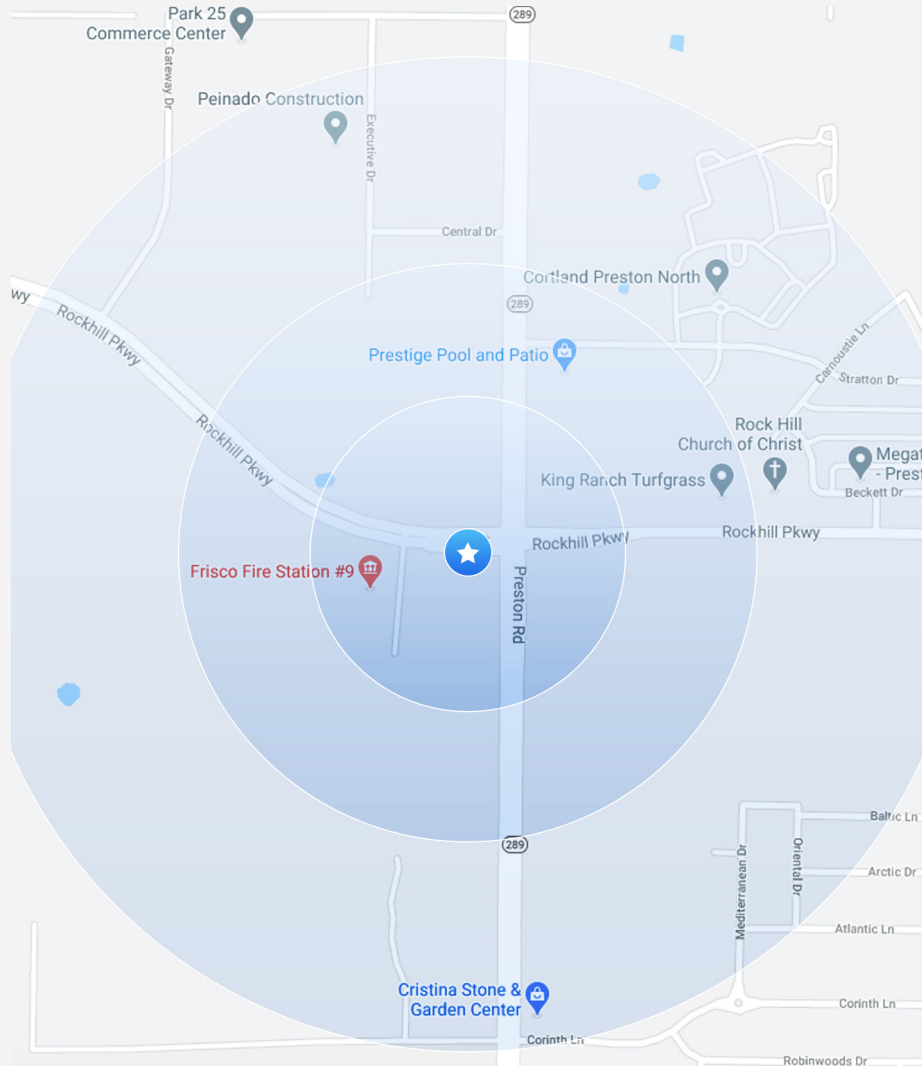 Park 25
Commerce Center
289
Gateway Dr
Peinado Construction
Executive Dr
Central Dr
Cortland Preston North
wy
289
Rockhill Pkwy
Prestige Pool and Patio
Carnoustie Ln
Stratton Dr
Rockhill Pkwy
Rock Hill
Church of Christ
King Ranch Turfgrass
Megat
- Prest
Beckett Dr
Rockhill Pkwy
Rockhill Pkwy
Frisco Fire Station #9
Preston Rd
Baltic Ln
289
Mediterranean Dr
Oriental Dr
Arctic Dr
Atlantic Ln
Cristina Stone &
Garden Center
Corinth Ln
Corinth Ln
Robinwoods Dr